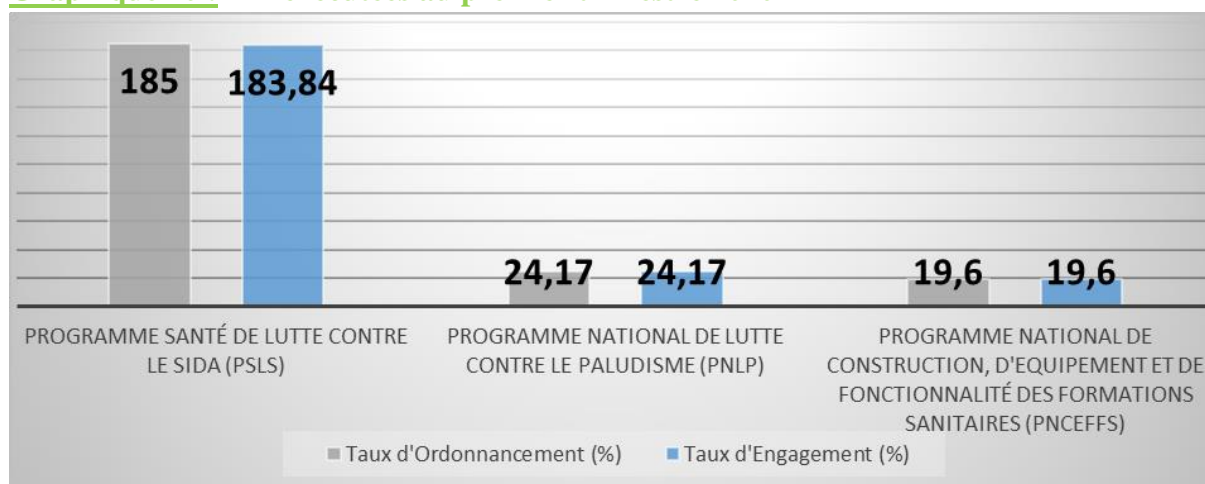 185
183,84
24,17
24,17
19,6
19,6
PROGRAMME SANTÉ DE LUTTE CONTRE
LE SIDA (PSLS)
PROGRAMME NATIONAL DE LUTTE
CONTRE LE PALUDISME (PNLP)
PROGRAMME NATIONAL DE
CONSTRUCTION, D'EQUIPEMENT ET DE
FONCTIONNALITÉ DES FORMATIONS
SANITAIRES (PNCEFFS)
Taux d'Ordonnancement (%)
Taux d'Engagement (%)